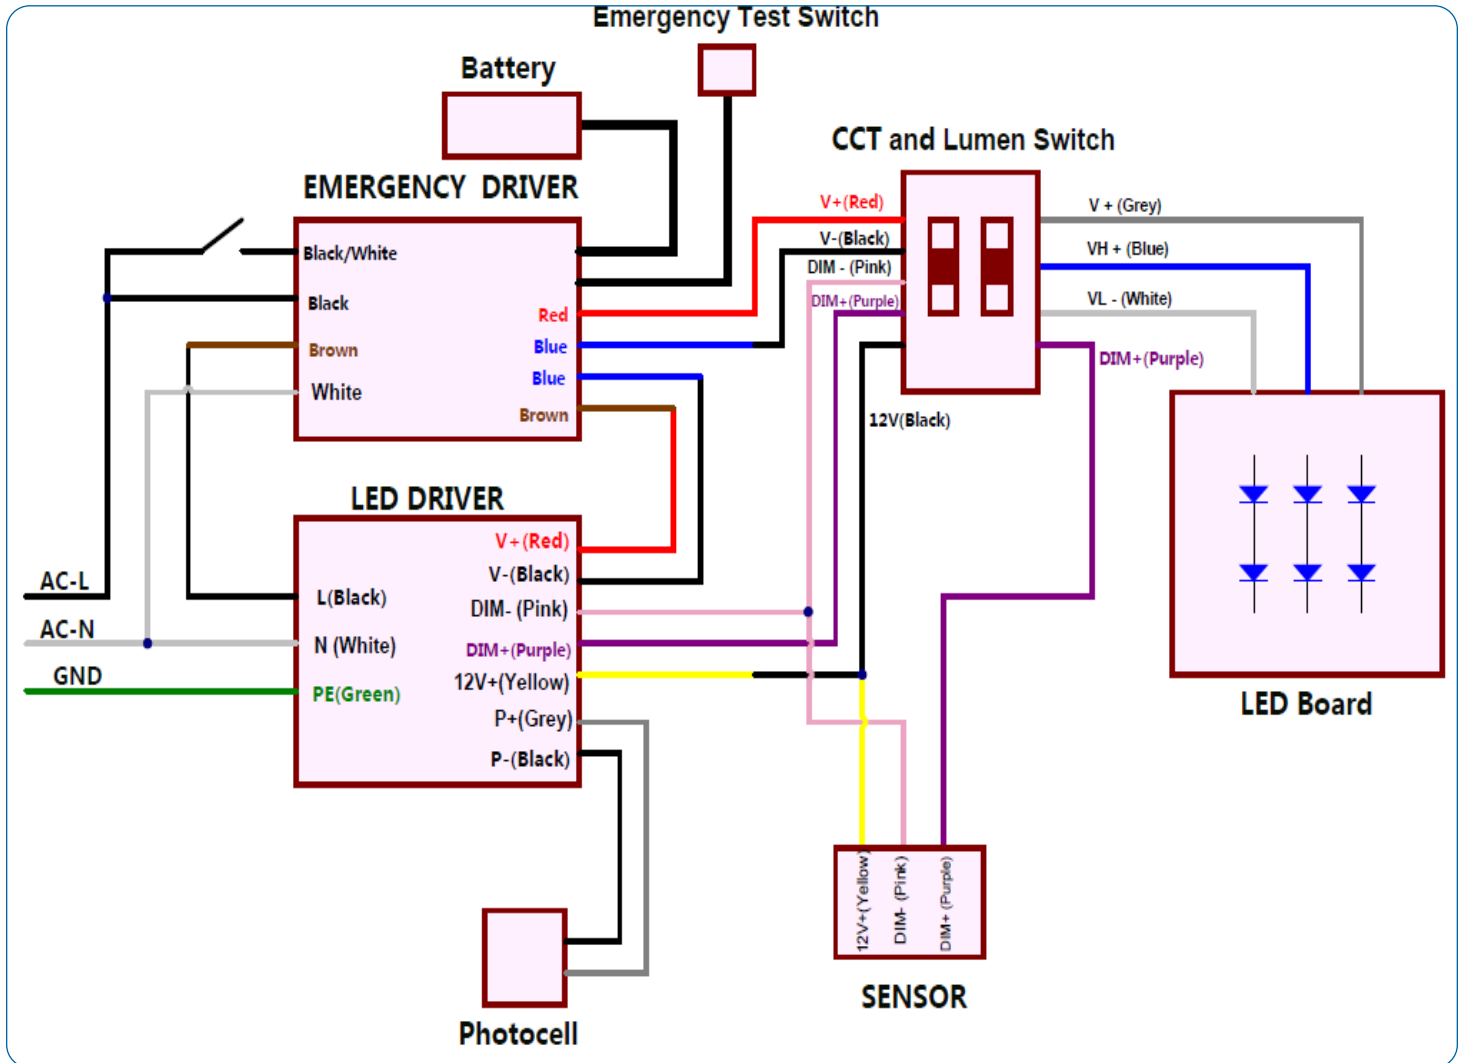 Emergency Test Switch
Battery
CCT and Lumen Switch
EMERGENCY DRIVER
V+(Red)
V-(Black)
DIM - (Pink)
DIM+(Purple)
12V(Black)
V + (Grey)
VH + (Blue)
VL - (White)
DIM+(Purple)
Black/White
Black
Brown
White
Red
Blue
Blue
Brown
LED DRIVER
AC-L
AC-N
GND
L(Black)
N (White)
PE(Green)
V+(Red)
V-(Black)
DIM- (Pink)
DIM+(Purple)
12V+(Yellow)
P+(Grey)
P-(Black)
LED Board
12V+(Yellow)
DIM- (Pink)
DIM+ (Purple)
SENSOR
Photocell